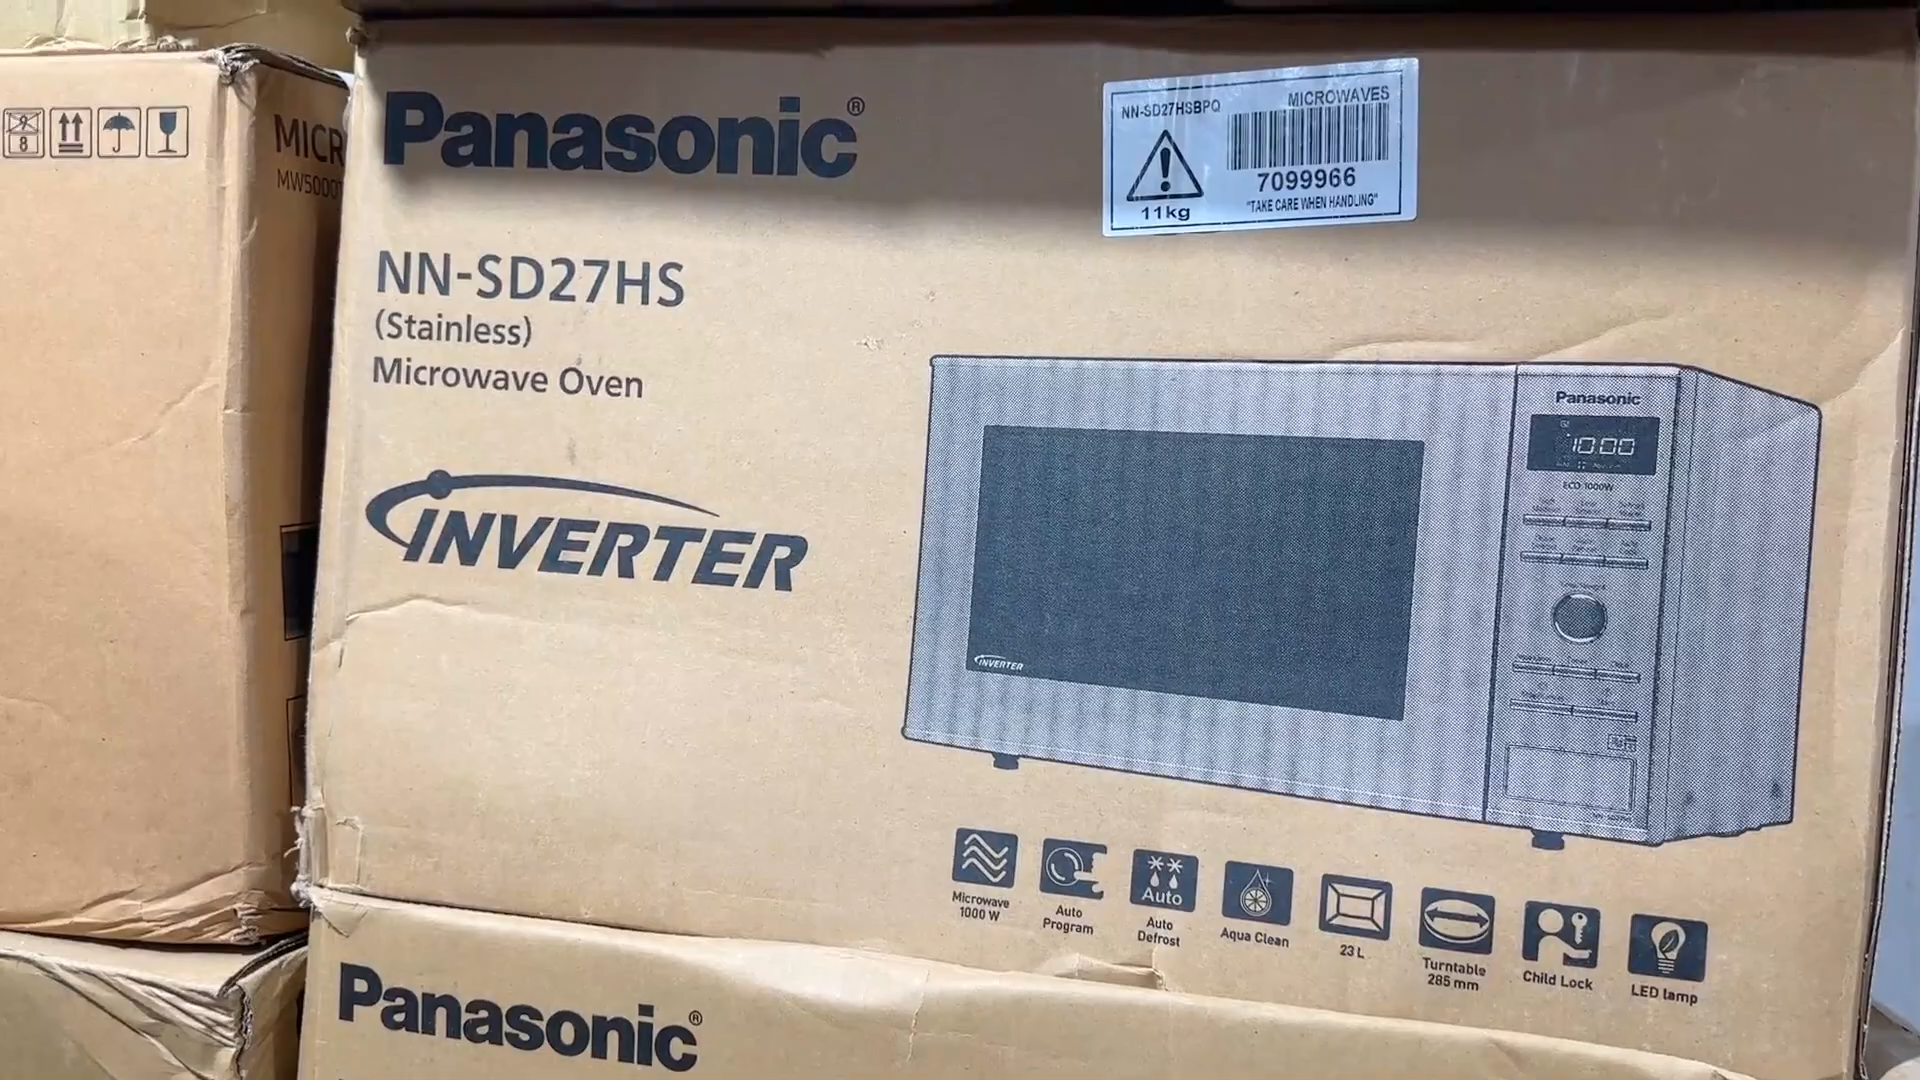 MICR
MW5000
Panasonic®
NN-SD27HSBPQ
MICROWAVES
7099966
11kg
"TAKE CARE WHEN HANDLING"
NN-SD27HS
(Stainless)
Microwave Oven
INVERTER
Panasonic
10:00
ECO 1000W
INVERTER
Microwave
1000 W
Auto
Program
Auto
Auto
Defrost
Aqua Clean
23 L
Turntable
285 mm
Child Lock
LED lamp
Panasonic®